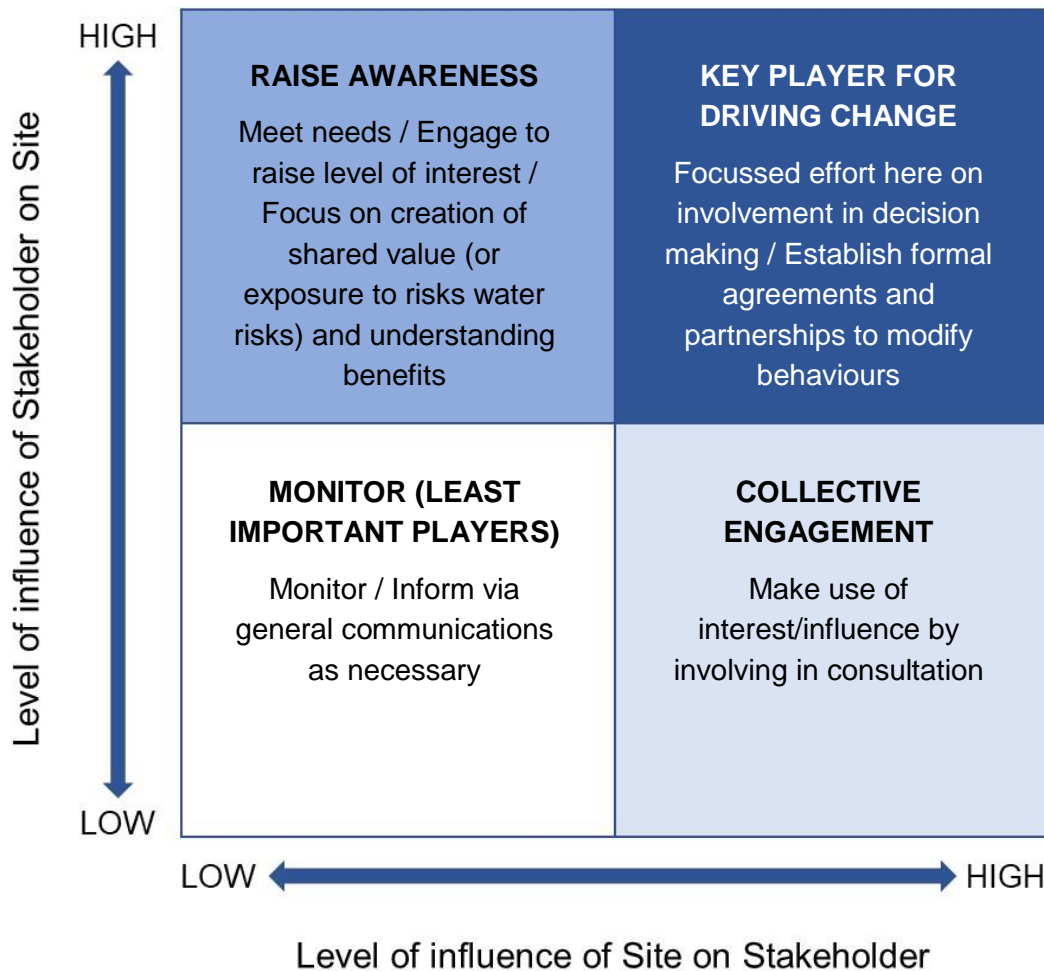 HIGH
Level of influence of Stakeholder on Site
RAISE AWARENESS
Meet needs / Engage to
raise level of interest /
Focus on creation of
shared value (or
exposure to risks water
risks) and understanding
benefits
KEY PLAYER FOR
DRIVING CHANGE
Focussed effort here on
involvement in decision
making / Establish formal
agreements and
partnerships to modify
behaviours
MONITOR (LEAST
IMPORTANT PLAYERS)
Monitor / Inform via
general communications
as necessary
COLLECTIVE
ENGAGEMENT
Make use of
interest/influence by
involving in consultation
LOW
LOW
HIGH
Level of influence of Site on Stakeholder